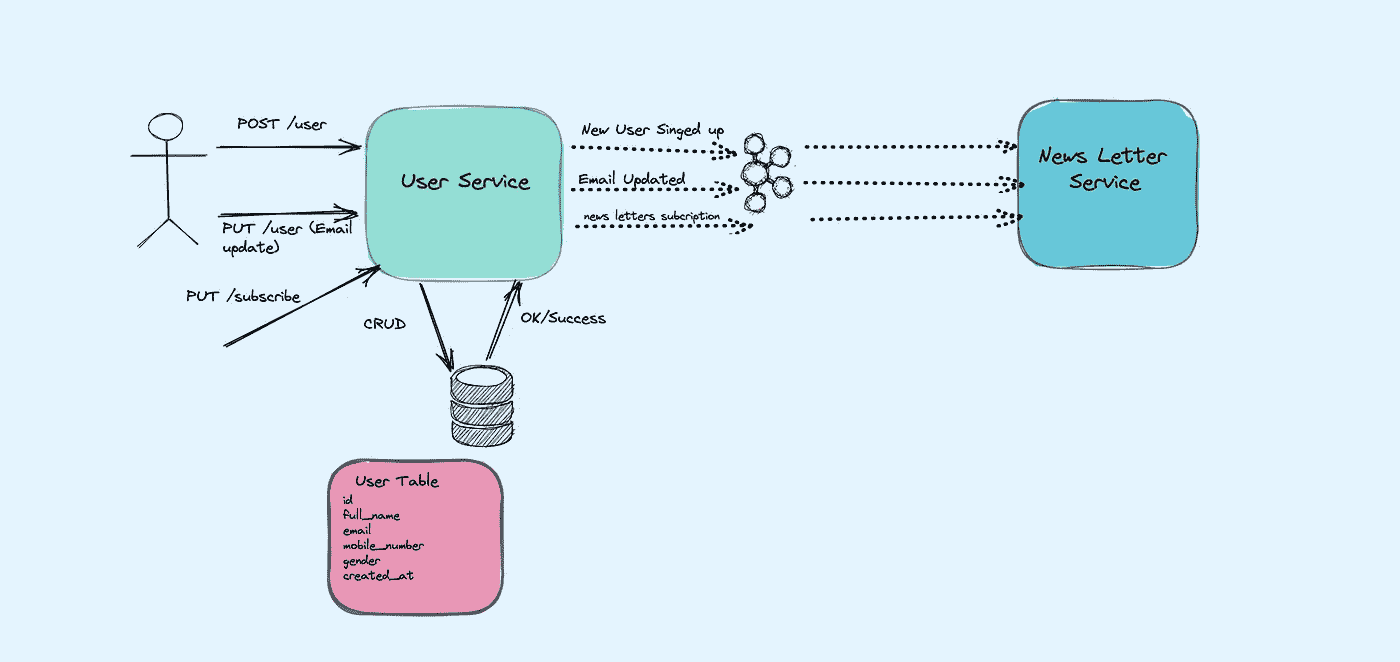 POST /user
PUT /user (Email
update)
PUT /subscribe
User Service
New User Singed up
Email Updated
news letters subcription
News Letter
Service
CRUD
OK/Success
User Table
id
full_name
email
mobile_number
gender
created_at